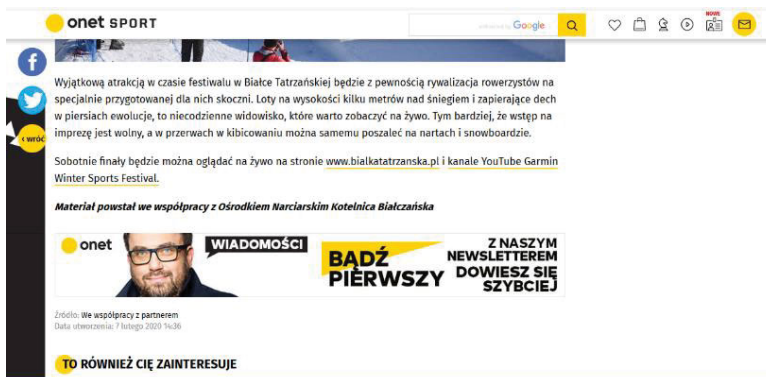 onet SPORT
Google
NOWE
Wyjątkową atrakcją w czasie festiwalu w Białce Tatrzańskiej będzie z pewnością rywalizacja rowerzystów na
specjalnie przygotowanej dla nich skoczni. Loty na wysokości kilku metrów nad śniegiem i zapierające dech
w piersiach ewolucje, to niecodzienne widowisko, które warto zobaczyć na żywo. Tym bardziej, że wstęp na
imprezę jest wolny, a w przerwach w kibicowaniu można samemu poszaleć na nartach i snowboardzie.
‹ wróć
Sobotnie finały będzie można oglądać na żywo na stronie www.bialkatrzanska.pl i kanale YouTube Garmin
Winter Sports Festival.
Materiał powstał we współpracy z Ośrodkiem Narciarskim Kotelnica Białczańska
onet
WIADOMOŚCI
BĄDŹ
PIERWSZY
Z NASZYM
NEWSLETTEREM
DOWIESZ SIĘ
SZYBCIEJ
Źródło: We współpracy z partnerem
Data utworzenia: 7 lutego 2020 14:36
TO RÓWNIEŻ CIĘ ZAINTERESUJE